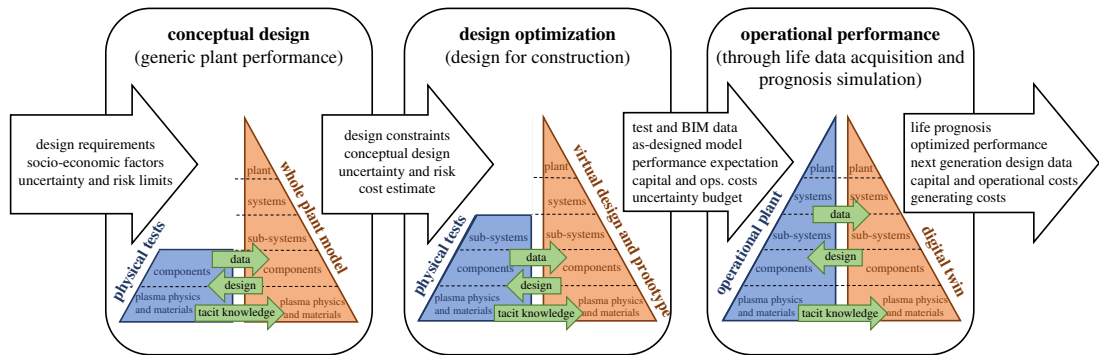 conceptual design
(generic plant performance)
design requirements
socio-economic factors
uncertainty and risk limits
physical tests
components
plasma physics
and materials
whole plant model
plant
systems
sub-systems
components
plasma physics
and materials
data
design
tacit knowledge
design optimization
(design for construction)
design constraints
conceptual design
uncertainty and risk
cost estimate
physical tests
sub-systems
components
plasma physics
and materials
virtual design and prototype
plant
systems
sub-systems
components
plasma physics
and materials
data
design
tacit knowledge
operational performance
(through life data acquisition and
prognosis simulation)
test and BIM data
as-designed model
performance expectation
capital and ops. costs
uncertainty budget
operational plant
plant
systems
sub-systems
components
plasma physics
and materials
digital twin
plant
systems
sub-systems
components
plasma physics
and materials
data
design
tacit knowledge
life prognosis
optimized performance
next generation design data
capital and operational costs
generating costs